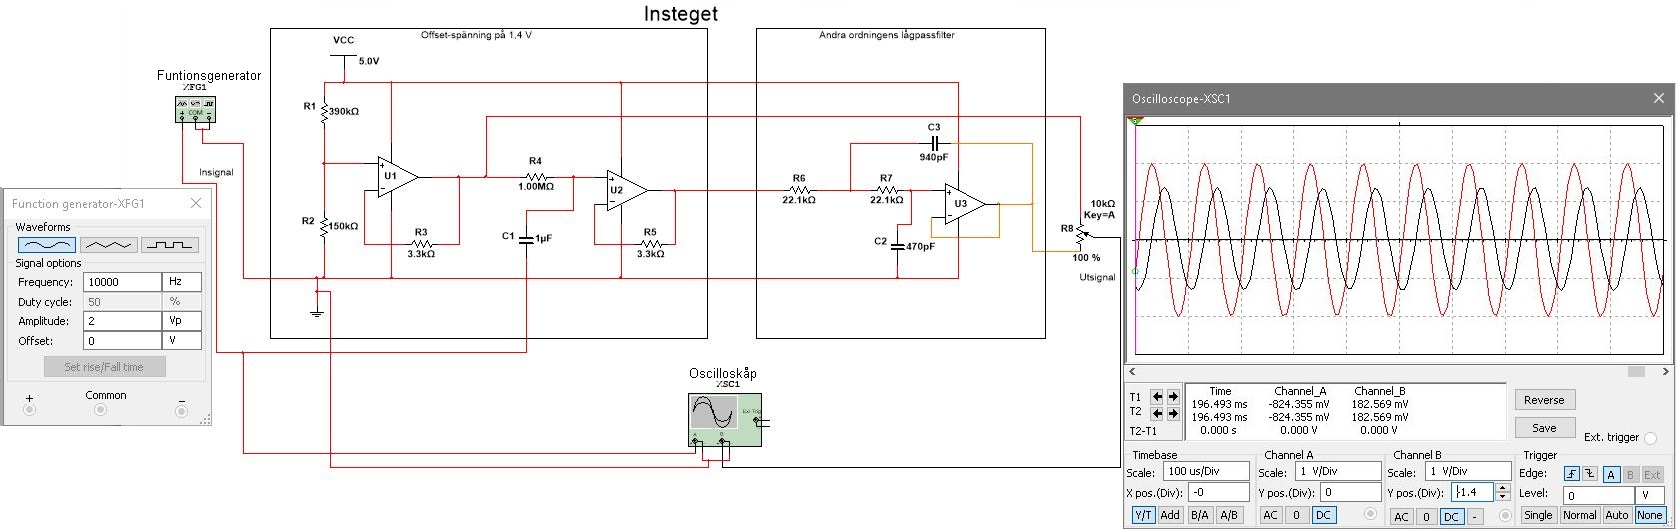 Insteget
Offset-spänning på 1,4 V
Andra ordningens lågpassfilter
VCC
5.0V
Funtionsgenerator
XFG1
COM
Insignal
R1
390kΩ
R2
150kΩ
U1
R3
3.3kΩ
R4
1.00MΩ
C1
1µF
U2
R5
3.3kΩ
R6
22.1kΩ
R7
22.1kΩ
C3
940pF
C2
470pF
U3
10kΩ
Key=A
R8
100 %
Utsignal
Oscilloskåp
XSC1
Ext Trig
A
B
Function generator-XFG1
Waveforms
Signal options
Frequency: 10000 Hz
Duty cycle: 50 %
Amplitude: 2 Vp
Offset: 0 V
Set rise/Fall time
+ Common −
Oscilloscope-XSC1
Time Channel_A Channel_B
T1 196.493 ms -824.355 mV 182.569 mV
T2 196.493 ms -824.355 mV 182.569 mV
T2-T1 0.000 s 0.000 V 0.000 V
Reverse
Save
Ext. trigger
Timebase
Scale: 100 us/Div
X pos.(Div): -0
Y/T Add B/A A/B
Channel A
Scale: 1 V/Div
Y pos.(Div): 0
AC 0 DC
Channel B
Scale: 1 V/Div
Y pos.(Div): -1.4
AC 0 DC -
Trigger
Edge: A B Ext
Level: 0 V
Single Normal Auto None